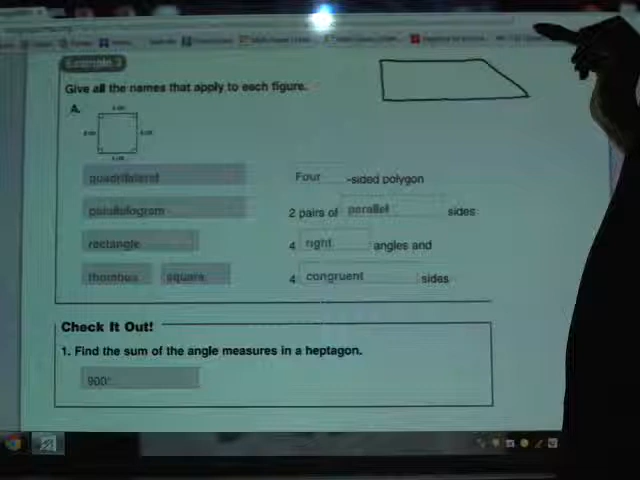 Example 3
Give all the names that apply to each figure.
A.
quadrilateral
Four -sided polygon
parallelogram
2 pairs of parallel sides
rectangle
4 right angles and
rhombus square
4 congruent sides
Check It Out!
1. Find the sum of the angle measures in a heptagon.
900°